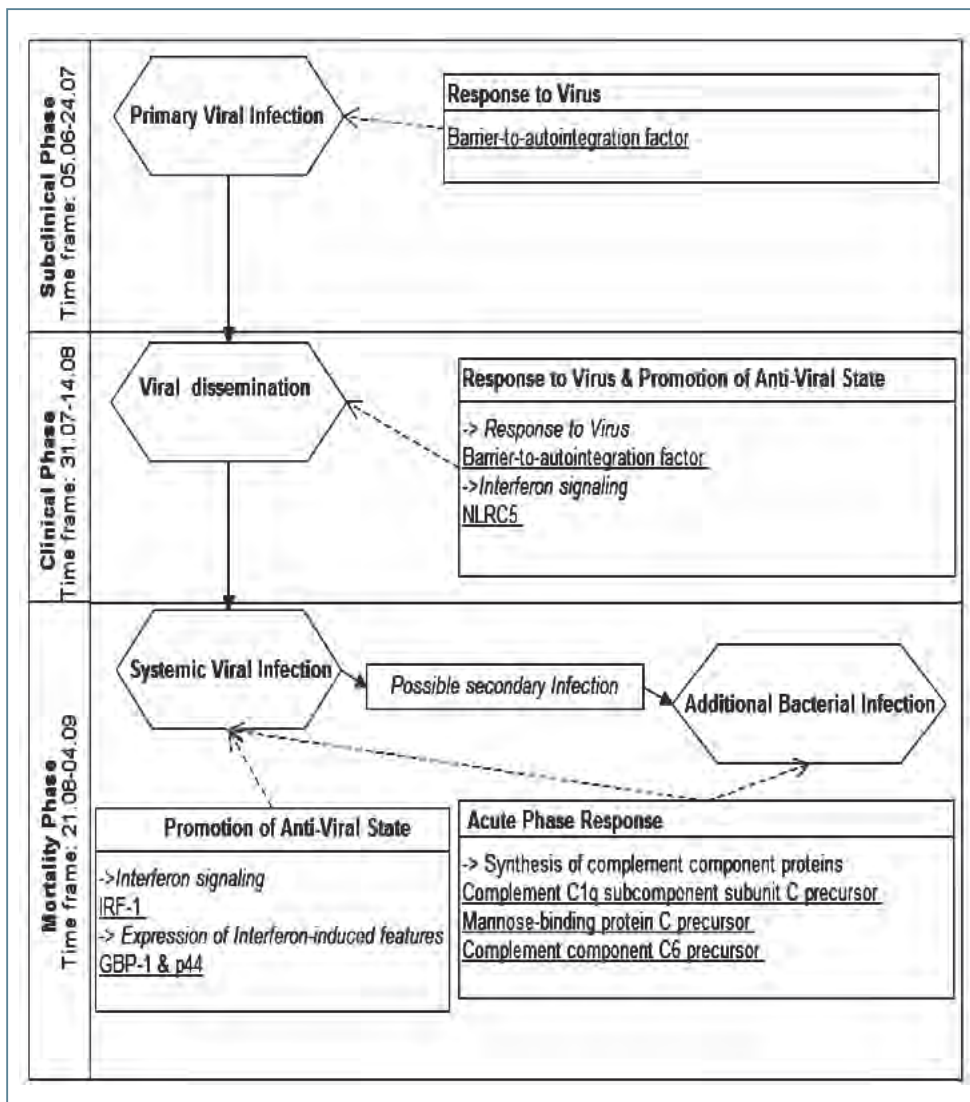 Subclinical Phase
Time frame: 05.06-24.07
Primary Viral Infection
Response to Virus
Barrier-to-autointegration factor
Clinical Phase
Time frame: 31.07-14.08
Viral dissemination
Response to Virus & Promotion of Anti-Viral State
-> Response to Virus
Barrier-to-autointegration factor
->Interferon signaling
NLRC5
Mortality Phase
Time frame: 21.08-04.09
Systemic Viral Infection
Possible secondary Infection
Additional Bacterial Infection
Promotion of Anti-Viral State
->Interferon signaling
IRF-1
-> Expression of Interferon-induced features
GBP-1 & p44
Acute Phase Response
-> Synthesis of complement component proteins
Complement C1q subcomponent subunit C precursor
Mannose-binding protein C precursor
Complement component C6 precursor